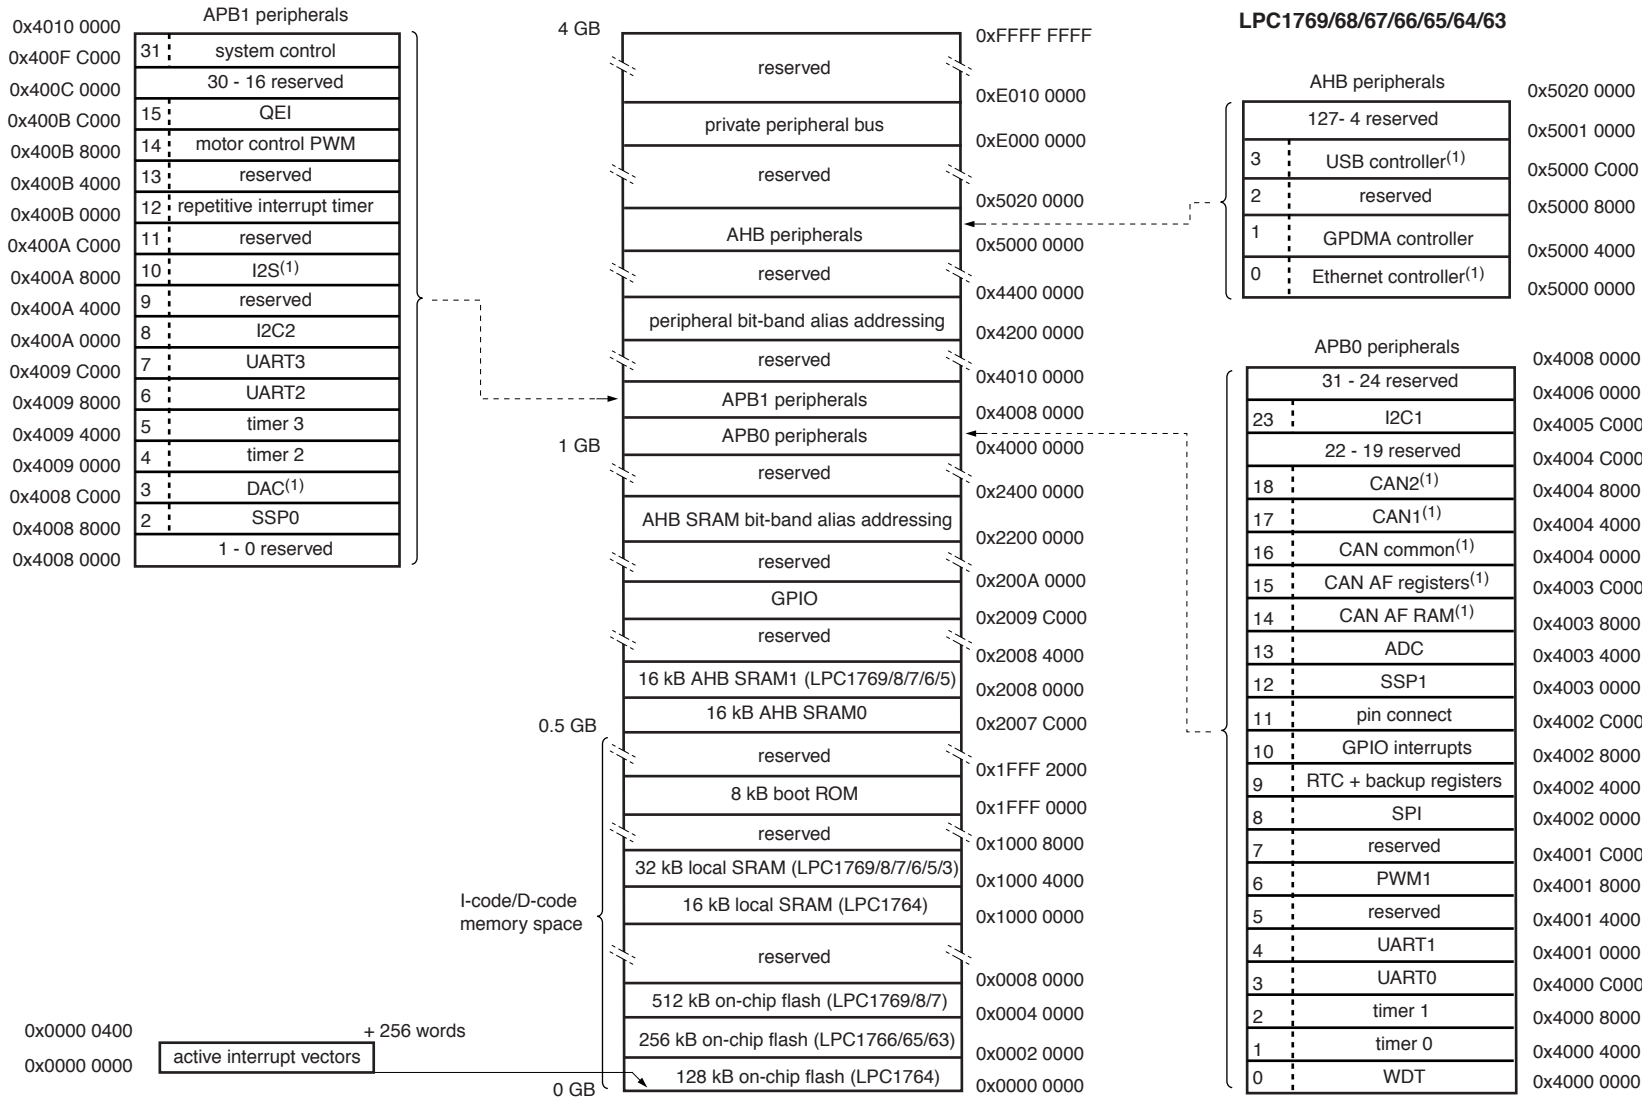 LPC1769/68/67/66/65/64/63
APB1 peripherals
0x4010 0000
31 system control
0x400F C000
30 - 16 reserved
0x400C 0000
15 QEI
0x400B C000
14 motor control PWM
0x400B 8000
13 reserved
0x400B 4000
12 repetitive interrupt timer
0x400B 0000
11 reserved
0x400A C000
10 I2S(1)
0x400A 8000
9 reserved
0x400A 4000
8 I2C2
0x400A 0000
7 UART3
0x4009 C000
6 UART2
0x4009 8000
5 timer 3
0x4009 4000
4 timer 2
0x4009 0000
3 DAC(1)
0x4008 C000
2 SSP0
0x4008 8000
1 - 0 reserved
0x4008 0000
0x0000 0400
+ 256 words
active interrupt vectors
0x0000 0000
4 GB
0xFFFF FFFF
reserved
0xE010 0000
private peripheral bus
0xE000 0000
reserved
0x5020 0000
AHB peripherals
0x5000 0000
reserved
0x4400 0000
peripheral bit-band alias addressing
0x4200 0000
reserved
0x4010 0000
APB1 peripherals
0x4008 0000
APB0 peripherals
1 GB
0x4000 0000
reserved
0x2400 0000
AHB SRAM bit-band alias addressing
0x2200 0000
reserved
0x200A 0000
GPIO
0x2009 C000
reserved
0x2008 4000
16 kB AHB SRAM1 (LPC1769/8/7/6/5)
0x2008 0000
16 kB AHB SRAM0
0.5 GB
0x2007 C000
reserved
0x1FFF 2000
8 kB boot ROM
0x1FFF 0000
reserved
0x1000 8000
32 kB local SRAM (LPC1769/8/7/6/5/3)
0x1000 4000
16 kB local SRAM (LPC1764)
0x1000 0000
I-code/D-code
memory space
reserved
0x0008 0000
512 kB on-chip flash (LPC1769/8/7)
0x0004 0000
256 kB on-chip flash (LPC1766/65/63)
0x0002 0000
128 kB on-chip flash (LPC1764)
0 GB
0x0000 0000
AHB peripherals
0x5020 0000
127- 4 reserved
0x5001 0000
3 USB controller(1)
0x5000 C000
2 reserved
0x5000 8000
1 GPDMA controller
0x5000 4000
0 Ethernet controller(1)
0x5000 0000
APB0 peripherals
0x4008 0000
31 - 24 reserved
0x4006 0000
23 I2C1
0x4005 C000
22 - 19 reserved
0x4004 C000
18 CAN2(1)
0x4004 8000
17 CAN1(1)
0x4004 4000
16 CAN common(1)
0x4004 0000
15 CAN AF registers(1)
0x4003 C000
14 CAN AF RAM(1)
0x4003 8000
13 ADC
0x4003 4000
12 SSP1
0x4003 0000
11 pin connect
0x4002 C000
10 GPIO interrupts
0x4002 8000
9 RTC + backup registers
0x4002 4000
8 SPI
0x4002 0000
7 reserved
0x4001 C000
6 PWM1
0x4001 8000
5 reserved
0x4001 4000
4 UART1
0x4001 0000
3 UART0
0x4000 C000
2 timer 1
0x4000 8000
1 timer 0
0x4000 4000
0 WDT
0x4000 0000